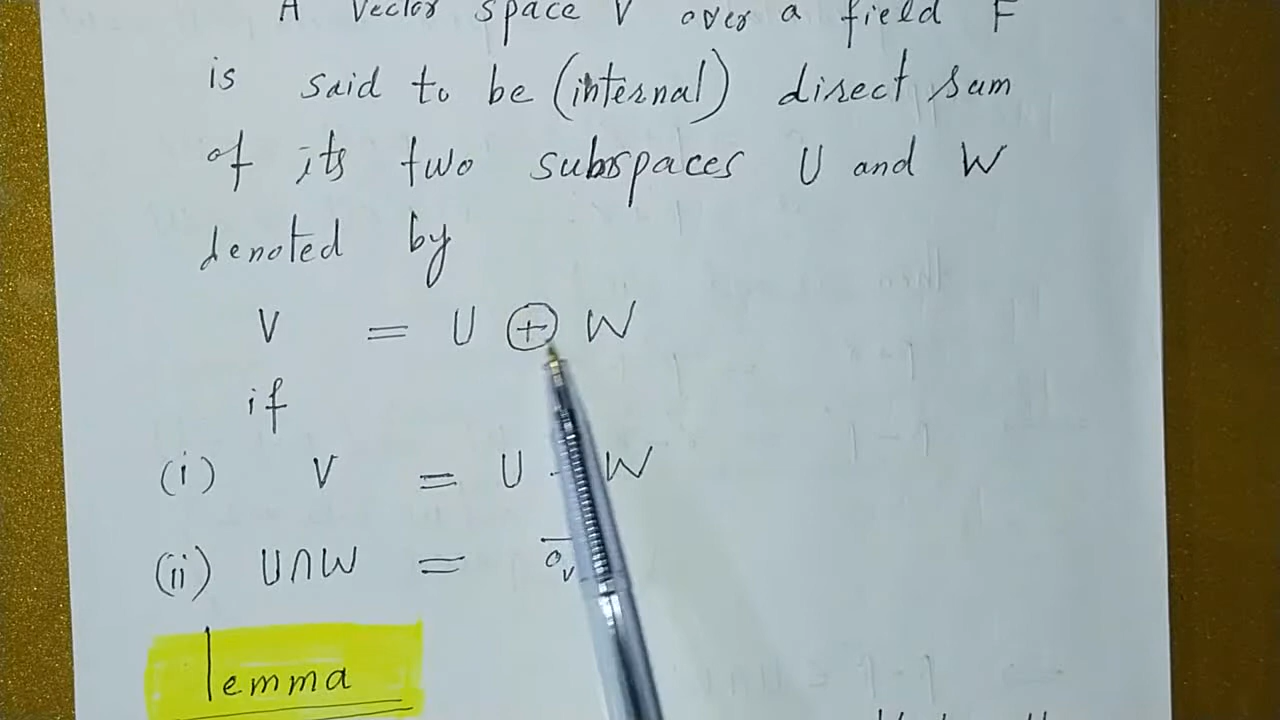 A vector space V over a field F
is said to be (internal) direct sum
of its two subspaces U and W
denoted by
V = U ⊕ W
if
(i) V = U W
(ii) U∩W =
lemma